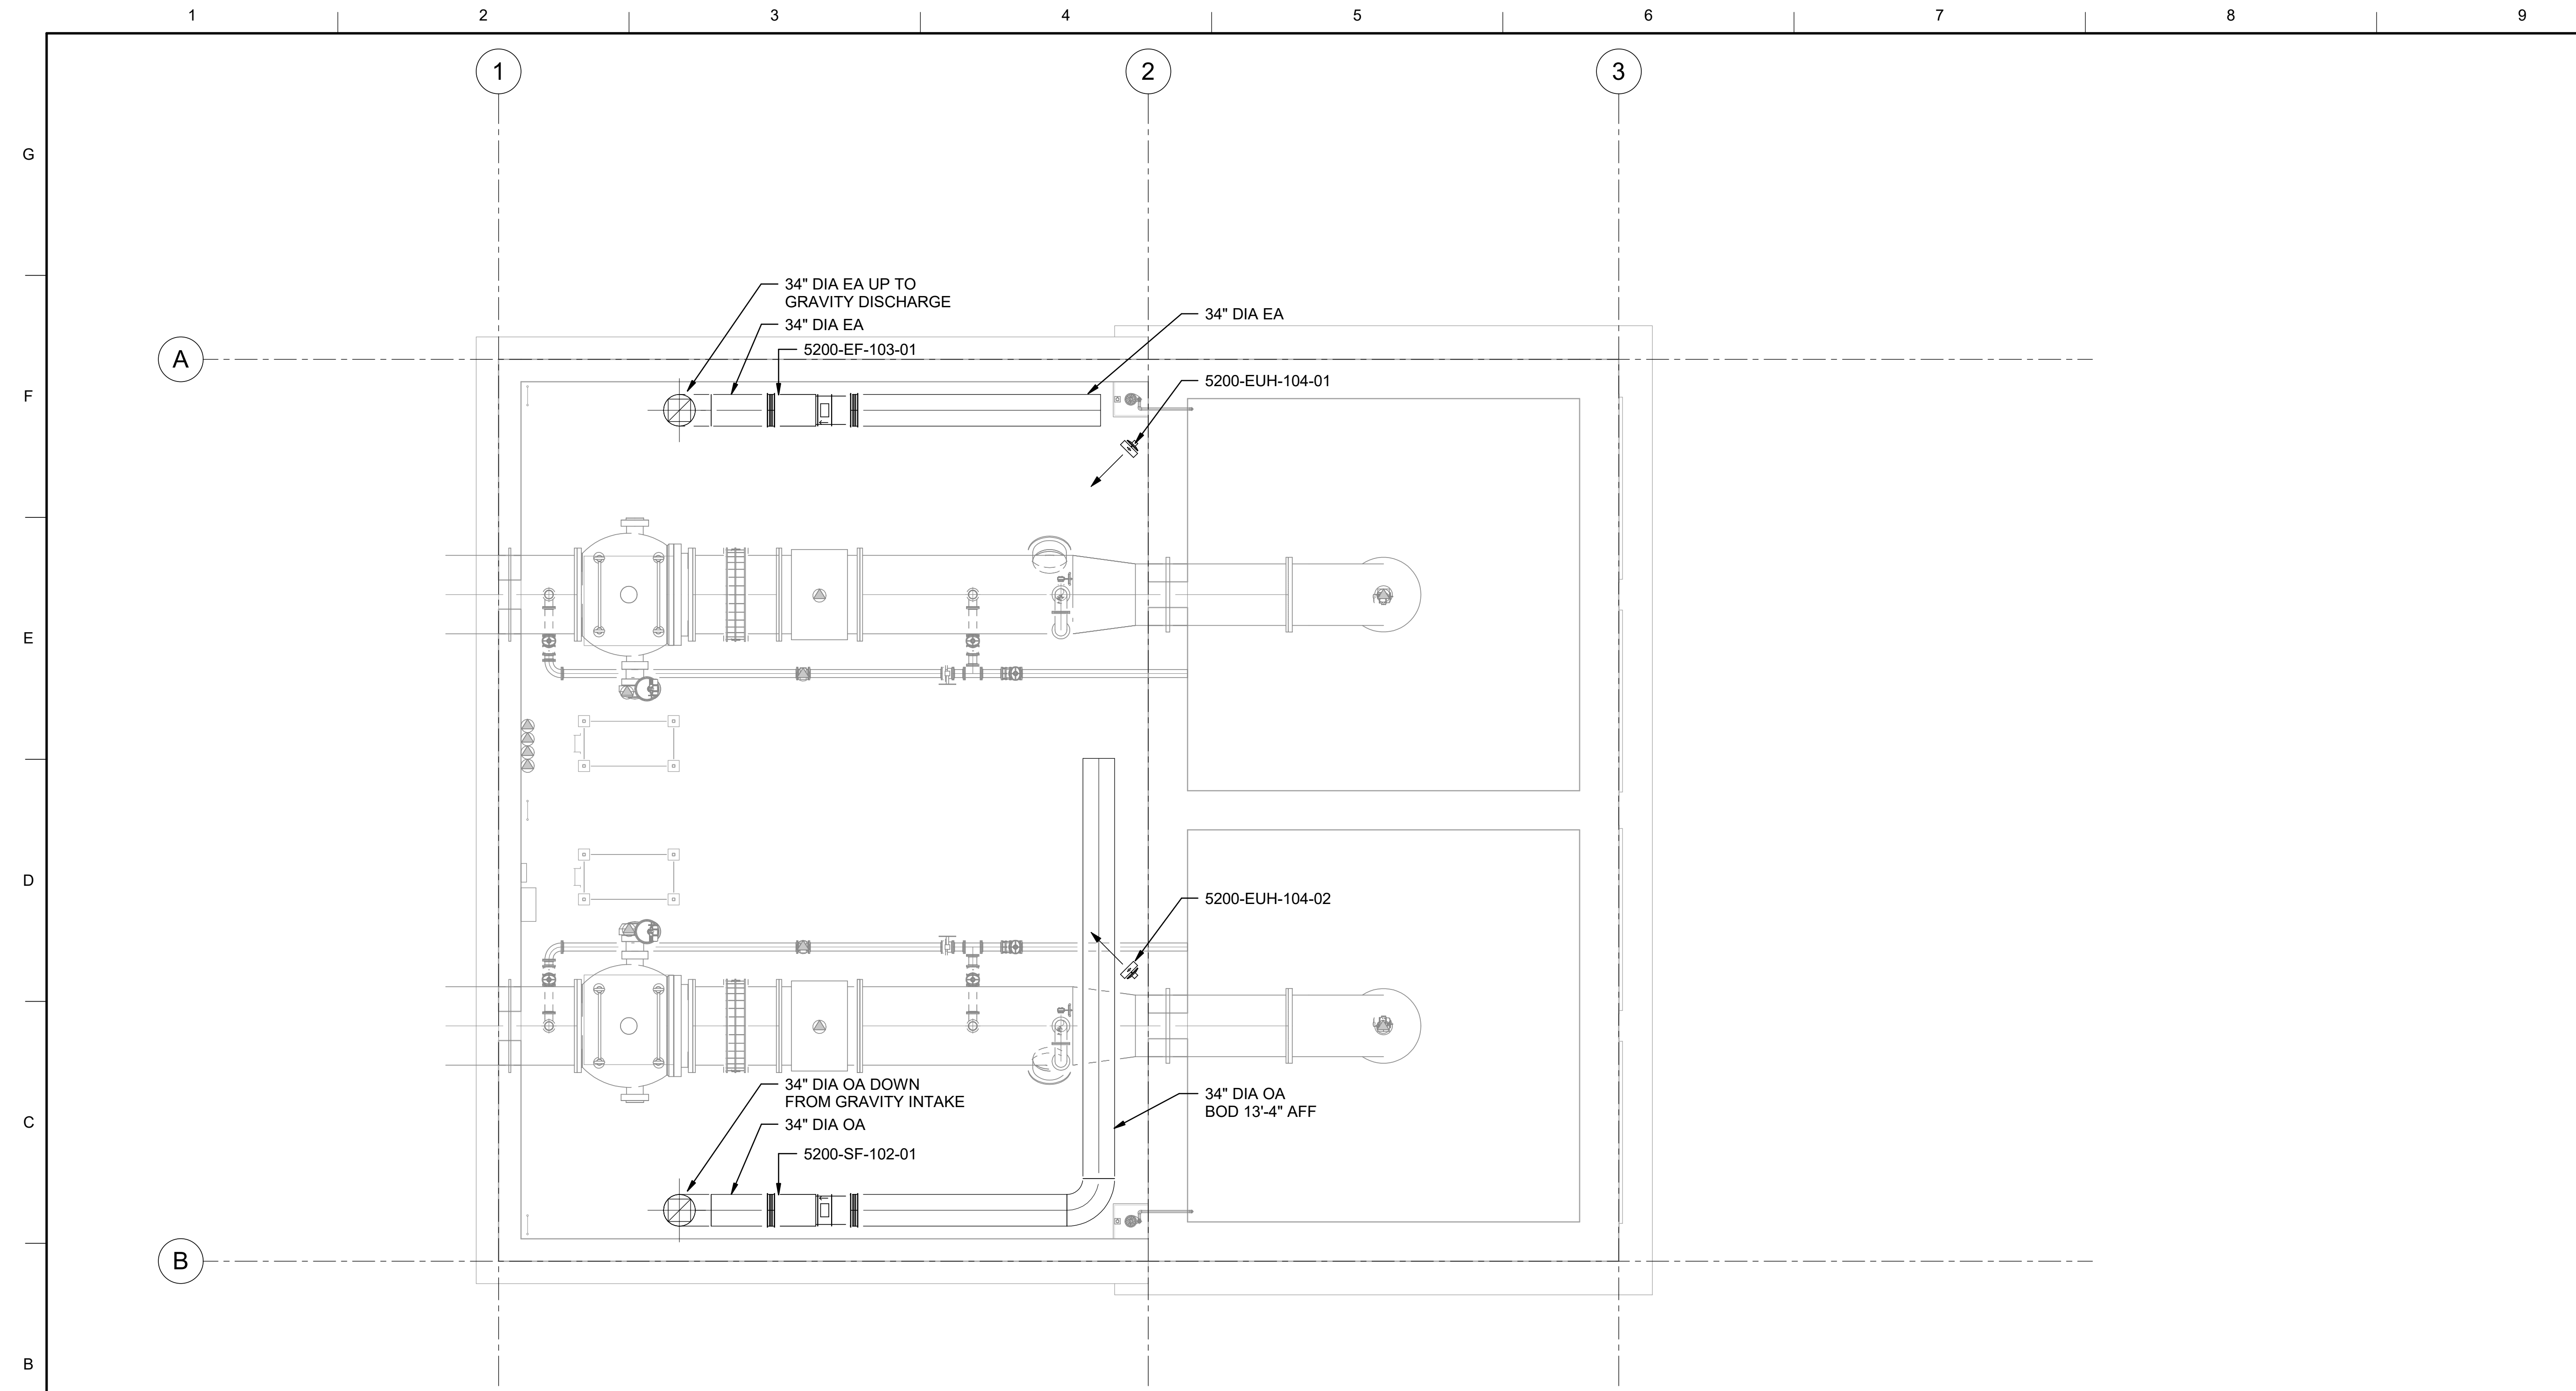 1 2 3 4 5 6 7 8 9
1 2 3
G
34" DIA EA UP TO
GRAVITY DISCHARGE
34" DIA EA
34" DIA EA
5200-EF-103-01
A
5200-EUH-104-01
F
E
D
5200-EUH-104-02
34" DIA OA DOWN
FROM GRAVITY INTAKE
34" DIA OA
BOD 13'-4" AFF
C
34" DIA OA
5200-SF-102-01
B
B